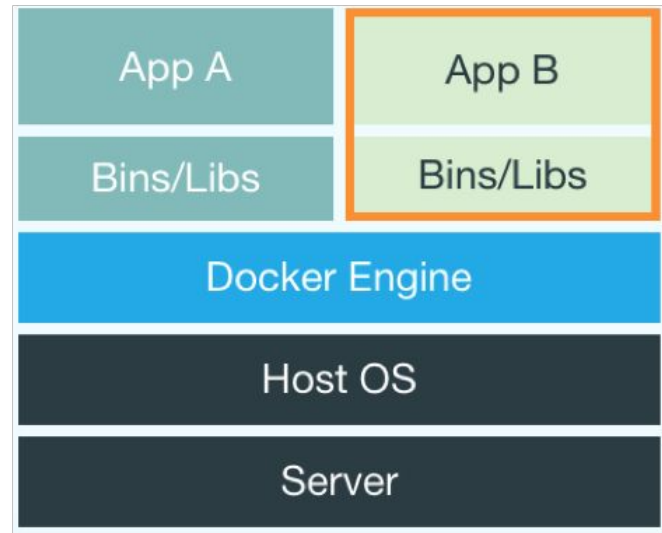 App A
App B
Bins/Libs
Bins/Libs
Docker Engine
Host OS
Server